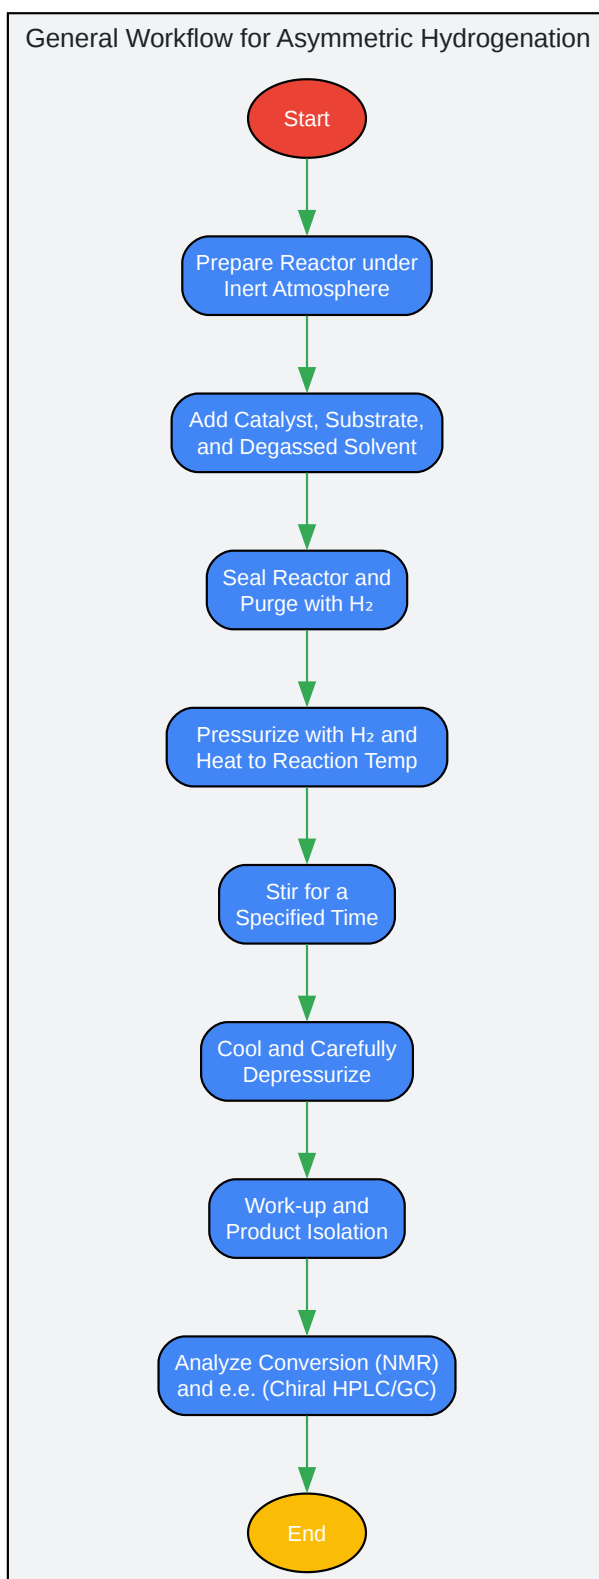 General Workflow for Asymmetric Hydrogenation
Start
Prepare Reactor under
Inert Atmosphere
Add Catalyst, Substrate,
and Degassed Solvent
Seal Reactor and
Purge with H₂
Pressurize with H₂ and
Heat to Reaction Temp
Stir for a
Specified Time
Cool and Carefully
Depressurize
Work-up and
Product Isolation
Analyze Conversion (NMR)
and e.e. (Chiral HPLC/GC)
End